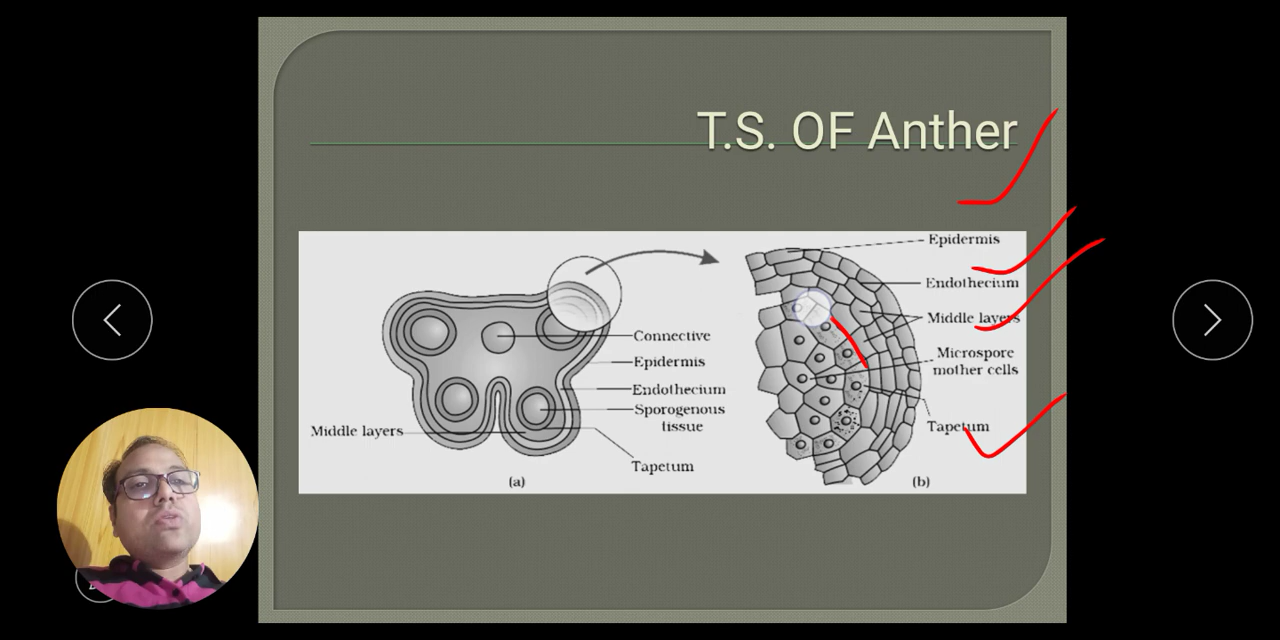 T.S. OF Anther
Connective
Epidermis
Endothecium
Sporogenous
tissue
Middle layers
Tapetum
(a)
Epidermis
Endothecium
Middle layers
Microspore
mother cells
Tapetum
(b)